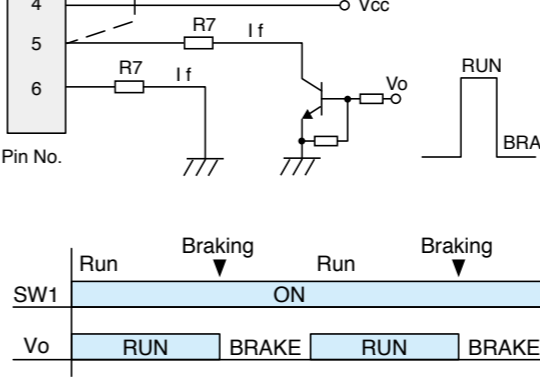 4 Vcc
R7 I f
5
R7 I f
6 Vo RUN
BRA
Pin No.
Braking Braking
Run Run
SW1 ON
Vo RUN BRAKE RUN BRAKE